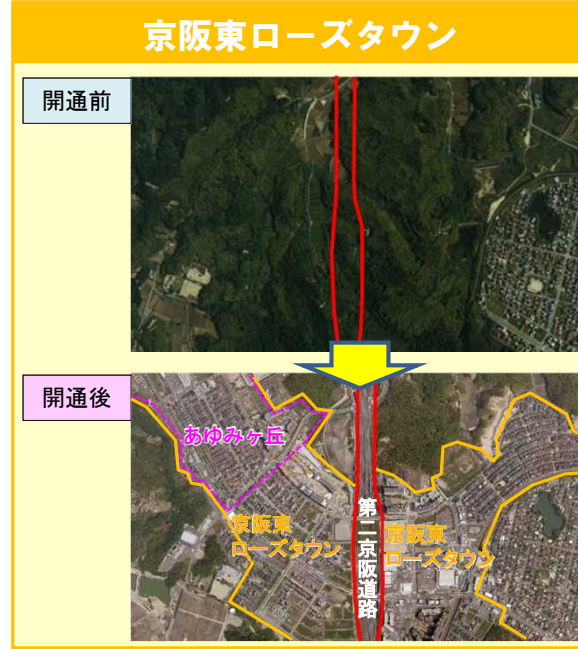 京阪東ローズタウン
開通前
開通後
あゆみヶ丘
京阪東
ローズタウン
第二京阪道路
京阪東
ローズタウン